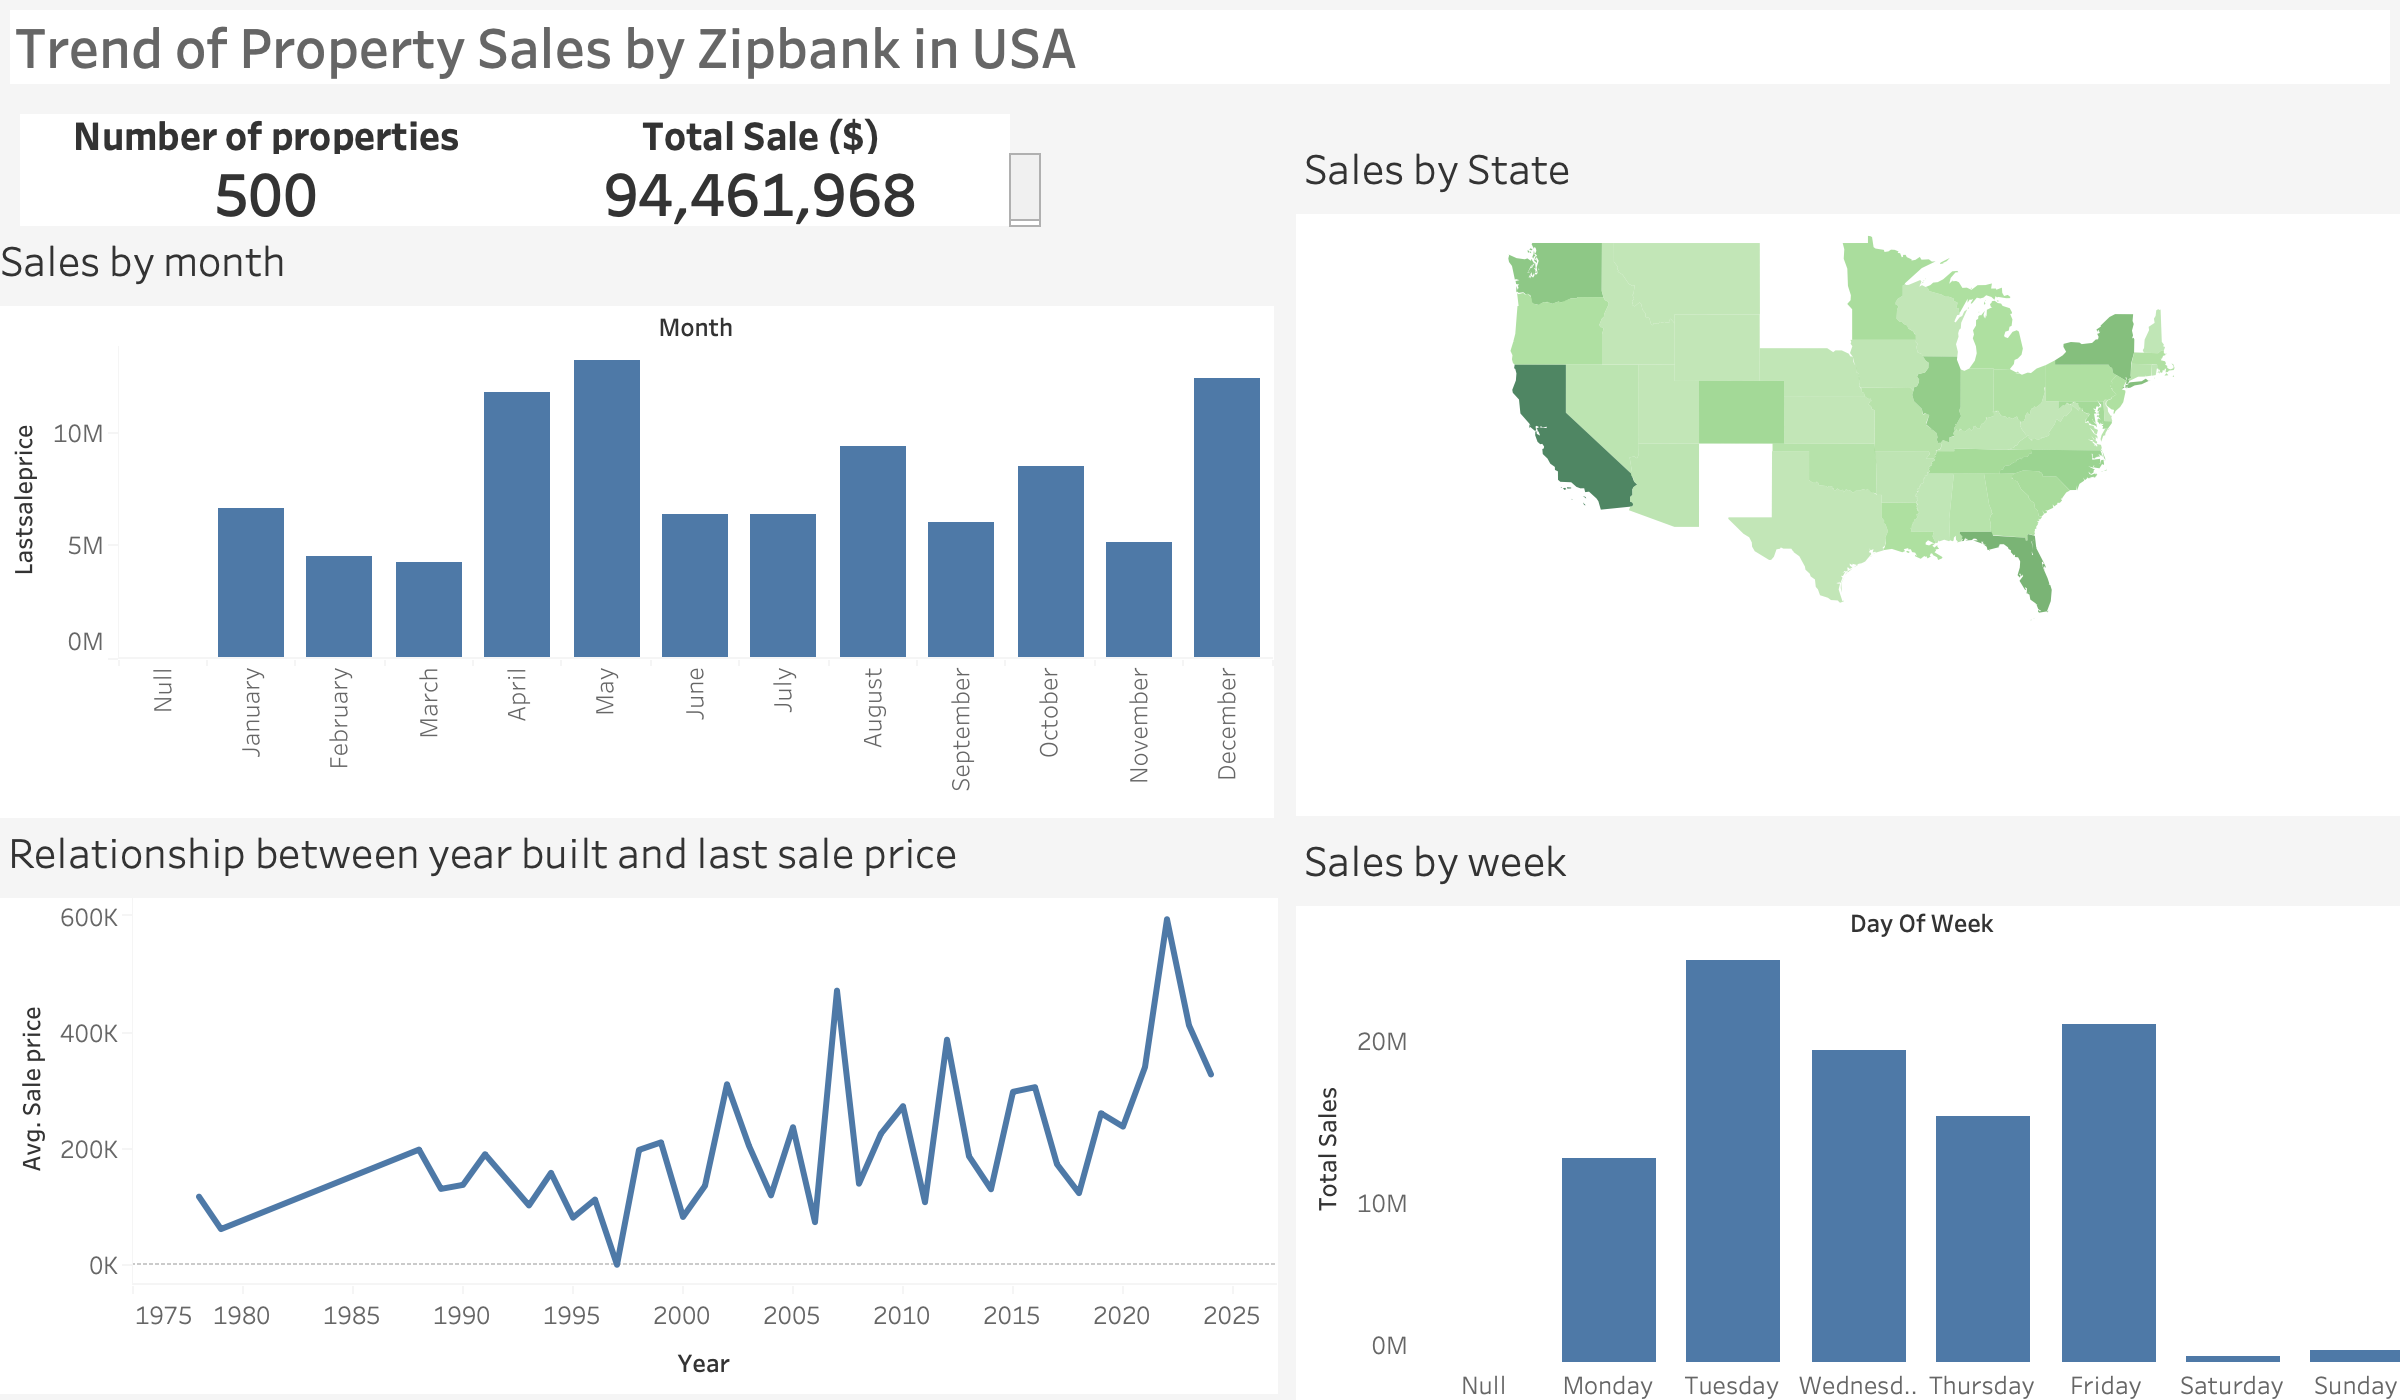 Trend of Property Sales by Zipbank in USA
Number of properties
Total Sale ($)
500
94,461,968
Sales by month
Month
Lastsaleprice
10M
5M
0M
Null
January
February
March
April
May
June
July
August
September
October
November
December
Sales by State
Relationship between year built and last sale price
Avg. Sale price
600K
400K
200K
0K
1975 1980 1985 1990 1995 2000 2005 2010 2015 2020 2025
Year
Sales by week
Day Of Week
Total Sales
20M
10M
0M
Null Monday Tuesday Wednesd.. Thursday Friday Saturday Sunday